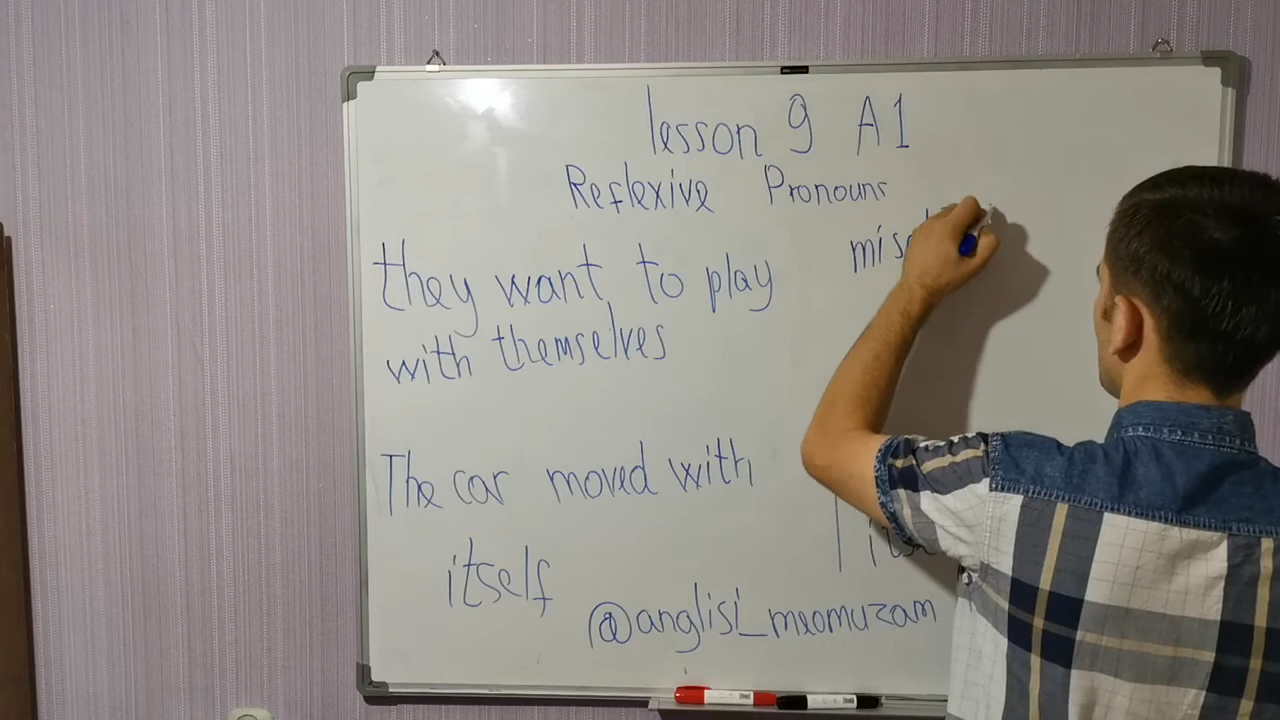 lesson 9 A1
Reflexive Pronouns
they want to play
with themselves
The car moved with
itself
@anglisi_meomuzam